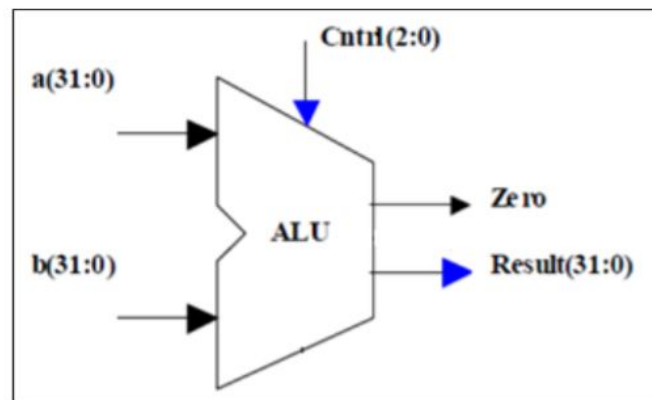 Cntrl(2:0)
a(31:0)
Zero
ALU
b(31:0)
Result(31:0)